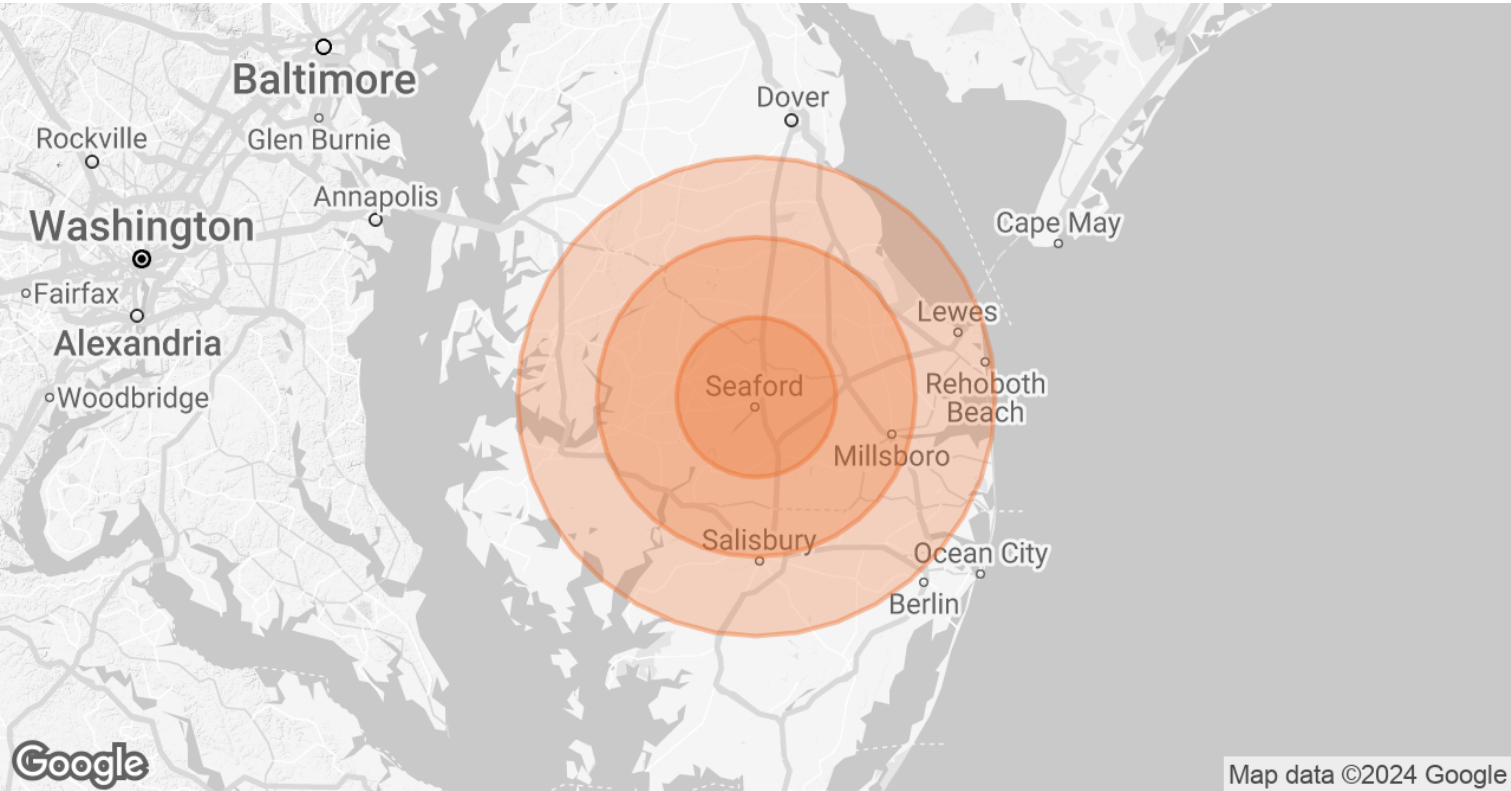 Baltimore
Dover
Rockville
Glen Burnie
Annapolis
Washington
Cape May
Fairfax
Lewes
Alexandria
Seaford
Rehoboth
Beach
Woodbridge
Millsboro
Salisbury
Ocean City
Berlin
Google
Map data ©2024 Google